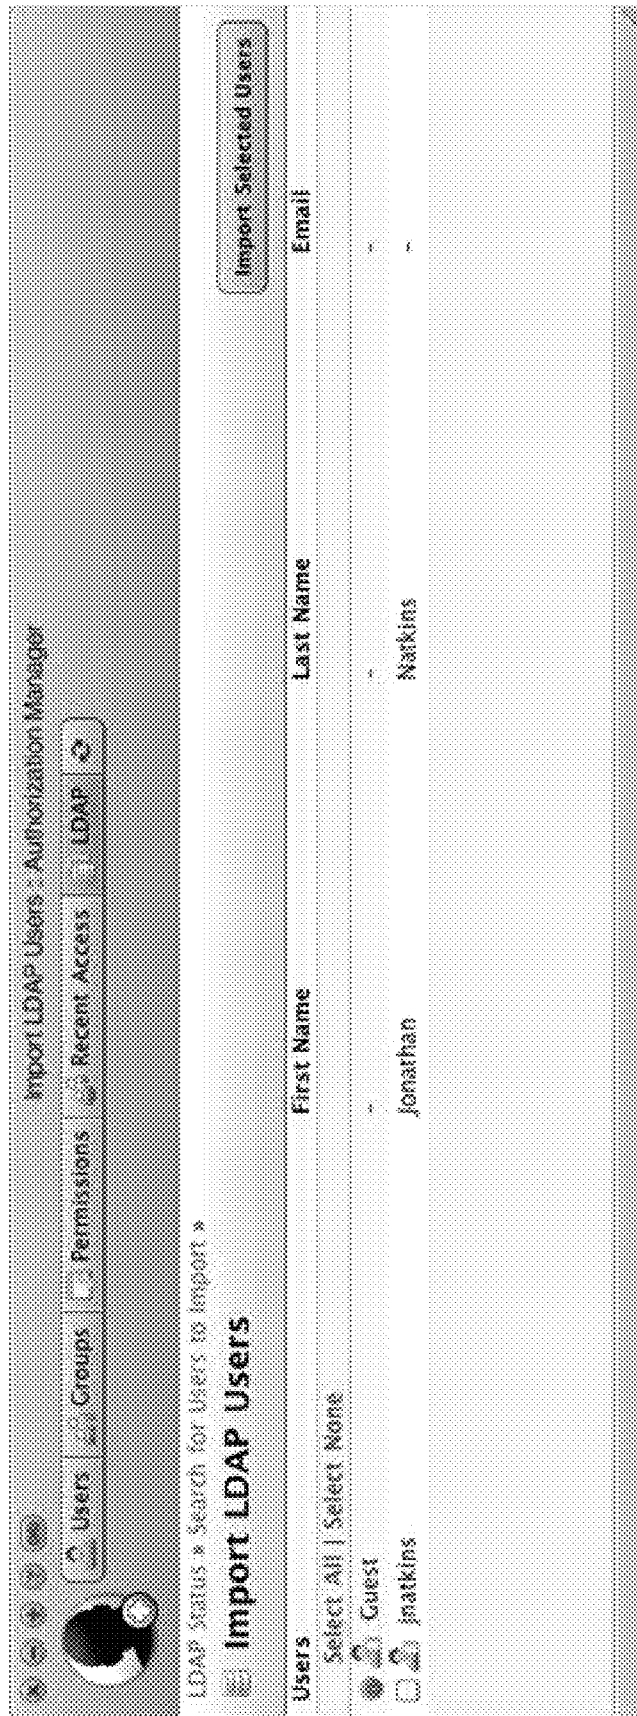 Import LDAP Users :: Authorization Manager
Users Groups Permissions Recent Access LDAP
LDAP Status » Search for Users to Import »
Import LDAP Users
Import Selected Users
Users First Name Last Name Email
Select All | Select None
Guest - - -
jnatkins Jonathan Natkins -